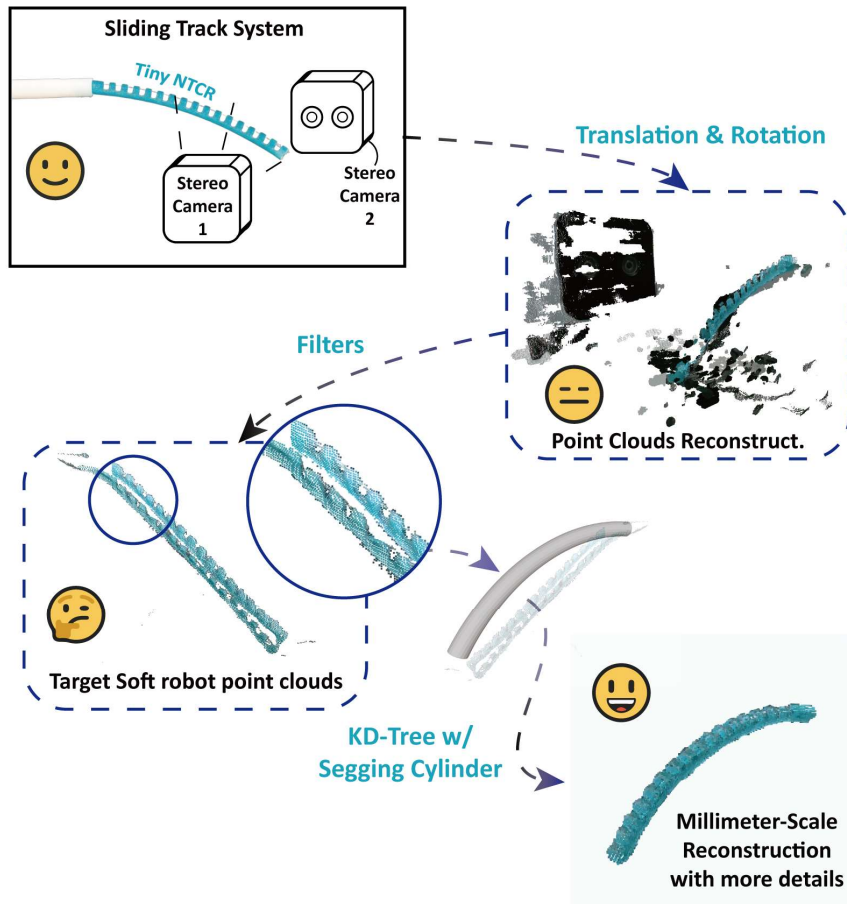 Sliding Track System
Tiny NTCR
Stereo
Camera
1
Stereo
Camera
2
Translation & Rotation
Point Clouds Reconstruct.
Filters
Target Soft robot point clouds
KD-Tree w/
Segging Cylinder
Millimeter-Scale
Reconstruction
with more details